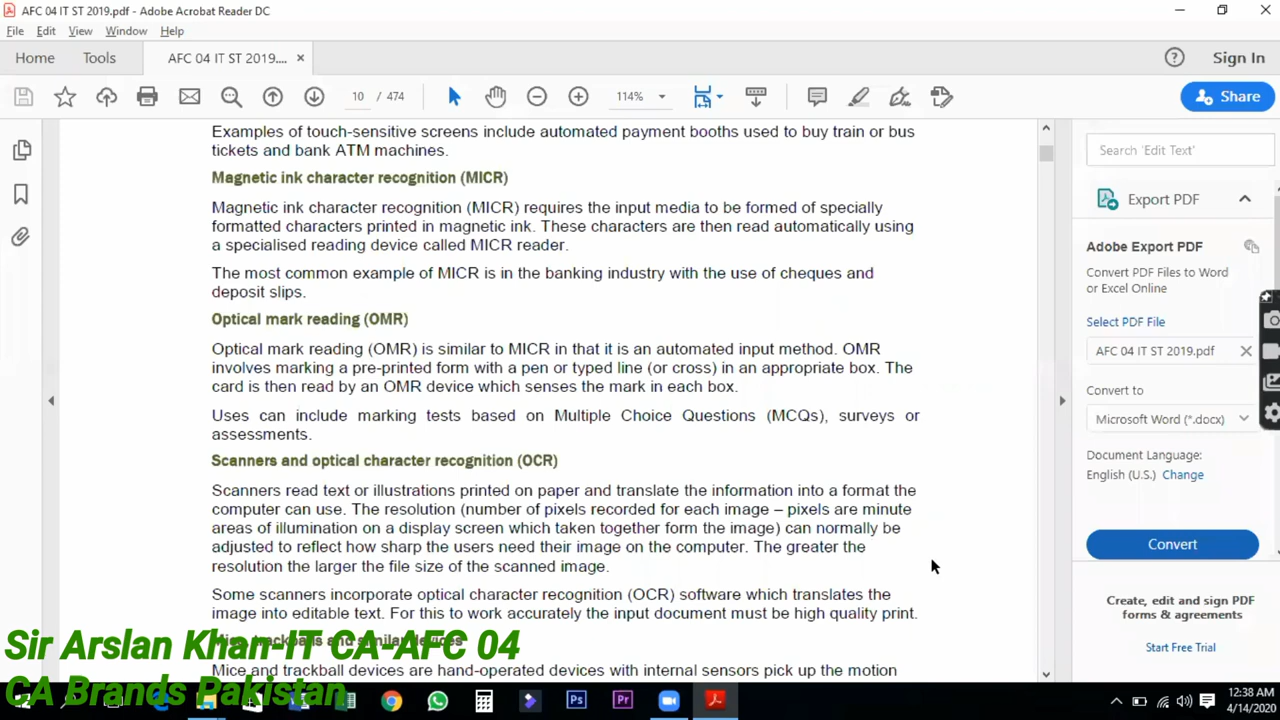 AFC 04 IT ST 2019.pdf - Adobe Acrobat Reader DC
File Edit View Window Help
Home Tools AFC 04 IT ST 2019.... × Sign In
10 / 474 114% Share
Examples of touch-sensitive screens include automated payment booths used to buy train or bus
tickets and bank ATM machines.
Magnetic ink character recognition (MICR)
Magnetic ink character recognition (MICR) requires the input media to be formed of specially
formatted characters printed in magnetic ink. These characters are then read automatically using
a specialised reading device called MICR reader.
The most common example of MICR is in the banking industry with the use of cheques and
deposit slips.
Optical mark reading (OMR)
Optical mark reading (OMR) is similar to MICR in that it is an automated input method. OMR
involves marking a pre-printed form with a pen or typed line (or cross) in an appropriate box. The
card is then read by an OMR device which senses the mark in each box.
Uses can include marking tests based on Multiple Choice Questions (MCQs), surveys or
assessments.
Scanners and optical character recognition (OCR)
Scanners read text or illustrations printed on paper and translate the information into a format the
computer can use. The resolution (number of pixels recorded for each image – pixels are minute
areas of illumination on a display screen which taken together form the image) can normally be
adjusted to reflect how sharp the users need their image on the computer. The greater the
resolution the larger the file size of the scanned image.
Some scanners incorporate optical character recognition (OCR) software which translates the
image into editable text. For this to work accurately the input document must be high quality print.
Mice and trackball devices are hand-operated devices with internal sensors pick up the motion
Search 'Edit Text'
Export PDF
Adobe Export PDF
Convert PDF Files to Word
or Excel Online
Select PDF File
AFC 04 IT ST 2019.pdf ×
Convert to
Microsoft Word (*.docx)
Document Language:
English (U.S.) Change
Convert
Create, edit and sign PDF
forms & agreements
Start Free Trial
Sir Arslan Khan-IT CA-AFC 04
CA Brands Pakistan
Ps Pr
12:38 AM
4/14/2020